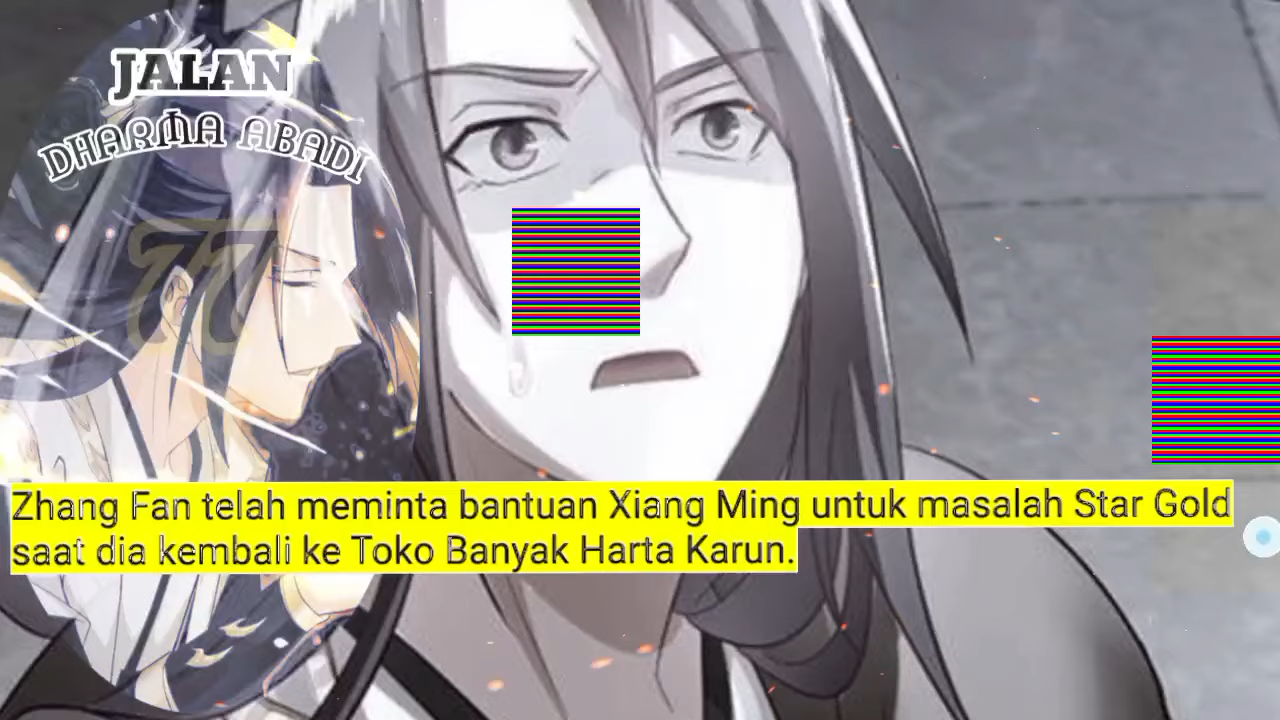 JALAN
DHARMA ABADI
77
Zhang Fan telah meminta bantuan Xiang Ming untuk masalah Star Gold
saat dia kembali ke Toko Banyak Harta Karun.